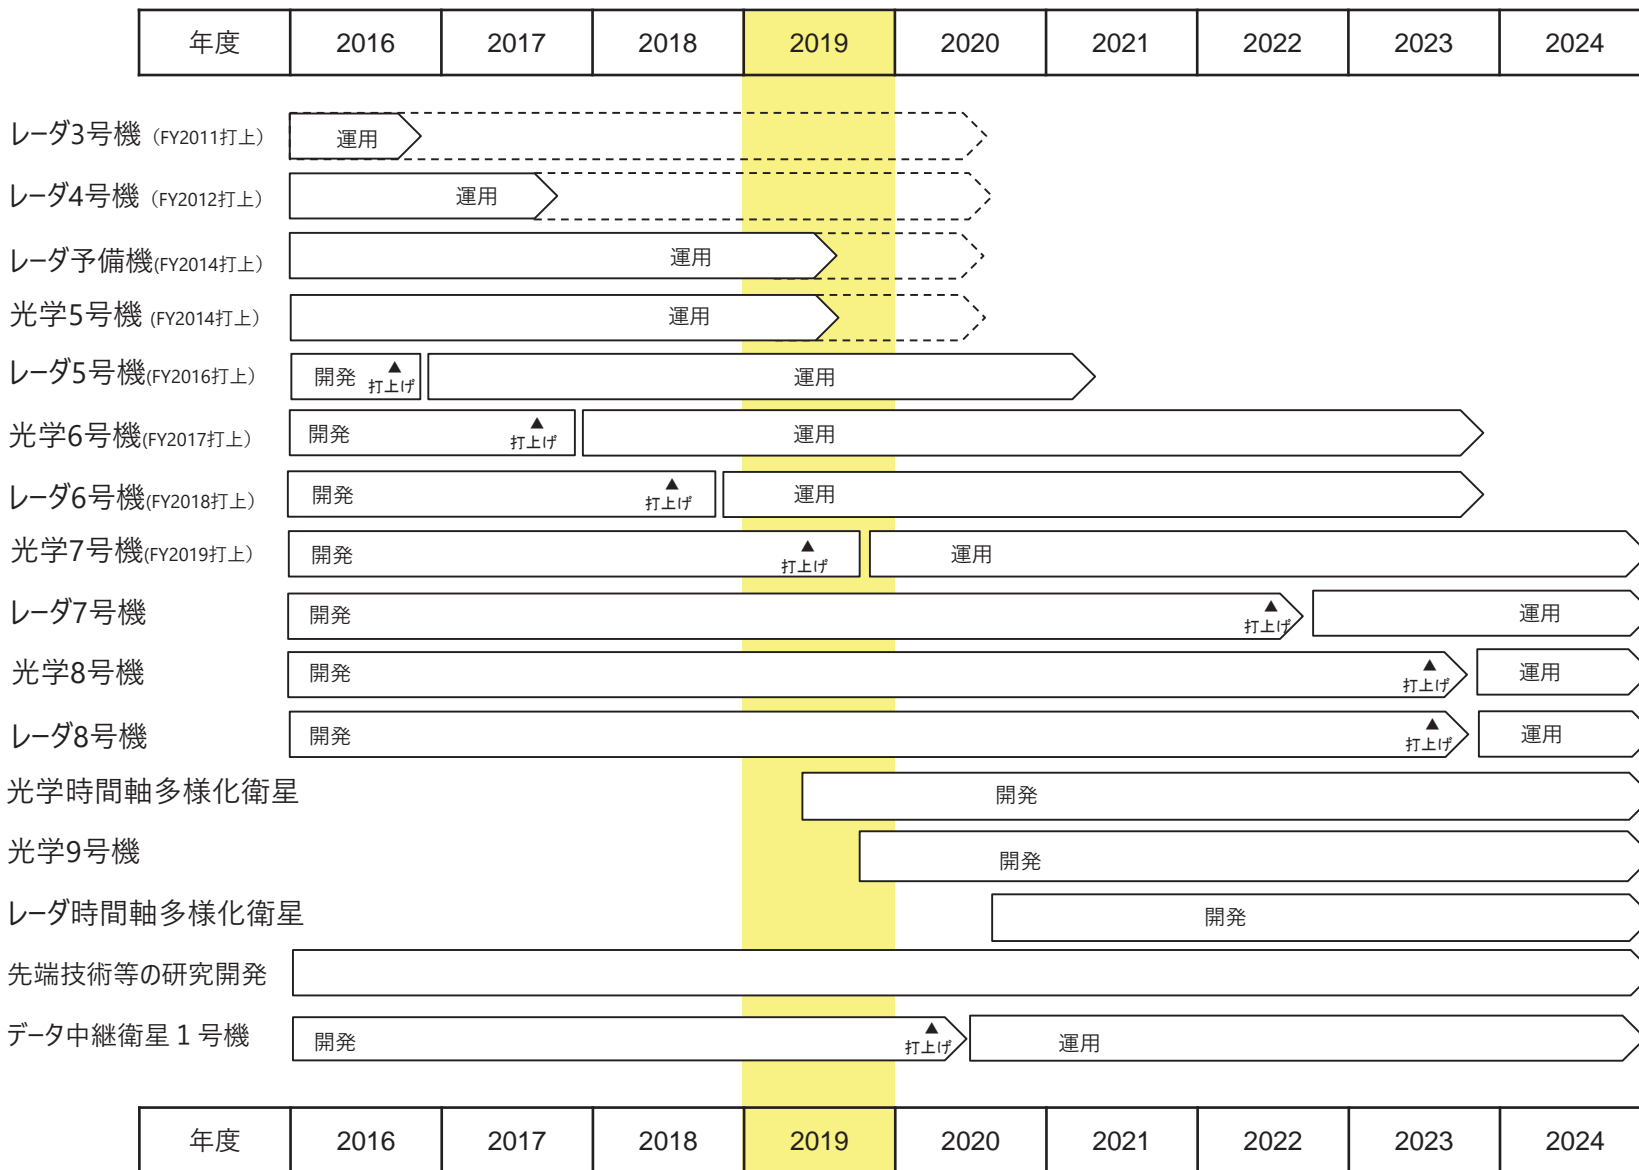 年度 2016 2017 2018 2019 2020 2021 2022 2023 2024
レーダ3号機 (FY2011打上) 運用
レーダ4号機 (FY2012打上) 運用
レーダ予備機(FY2014打上) 運用
光学5号機 (FY2014打上) 運用
レーダ5号機(FY2016打上) 開発 ▲ 打上げ 運用
光学6号機(FY2017打上) 開発 ▲ 打上げ 運用
レーダ6号機(FY2018打上) 開発 ▲ 打上げ 運用
光学7号機(FY2019打上) 開発 ▲ 打上げ 運用
レーダ7号機 開発 ▲ 打上げ 運用
光学8号機 開発 ▲ 打上げ 運用
レーダ8号機 開発 ▲ 打上げ 運用
光学時間軸多様化衛星 開発
光学9号機 開発
レーダ時間軸多様化衛星 開発
先端技術等の研究開発
データ中継衛星１号機 開発 ▲ 打上げ 運用
年度 2016 2017 2018 2019 2020 2021 2022 2023 2024